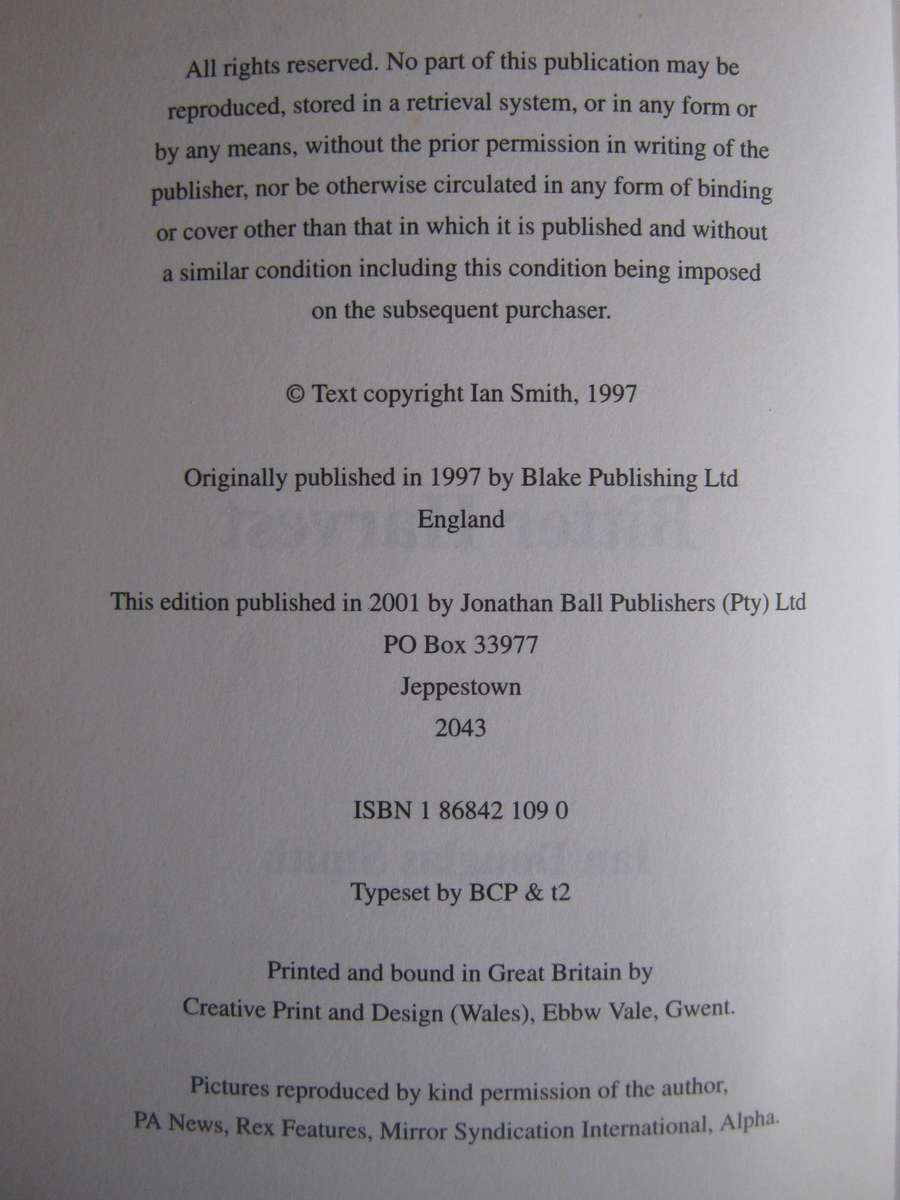 All rights reserved. No part of this publication may be
reproduced, stored in a retrieval system, or in any form or
by any means, without the prior permission in writing of the
publisher, nor be otherwise circulated in any form of binding
or cover other than that in which it is published and without
a similar condition including this condition being imposed
on the subsequent purchaser.
© Text copyright Ian Smith, 1997
Originally published in 1997 by Blake Publishing Ltd
England
Bitter Harvest
This edition published in 2001 by Jonathan Ball Publishers (Pty) Ltd
PO Box 33977
Jeppestown
2043
ISBN 1 86842 109 0
Ian Douglas Smith
Typeset by BCP & t2
Printed and bound in Great Britain by
Creative Print and Design (Wales), Ebbw Vale, Gwent.
Pictures reproduced by kind permission of the author,
PA News, Rex Features, Mirror Syndication International, Alpha.